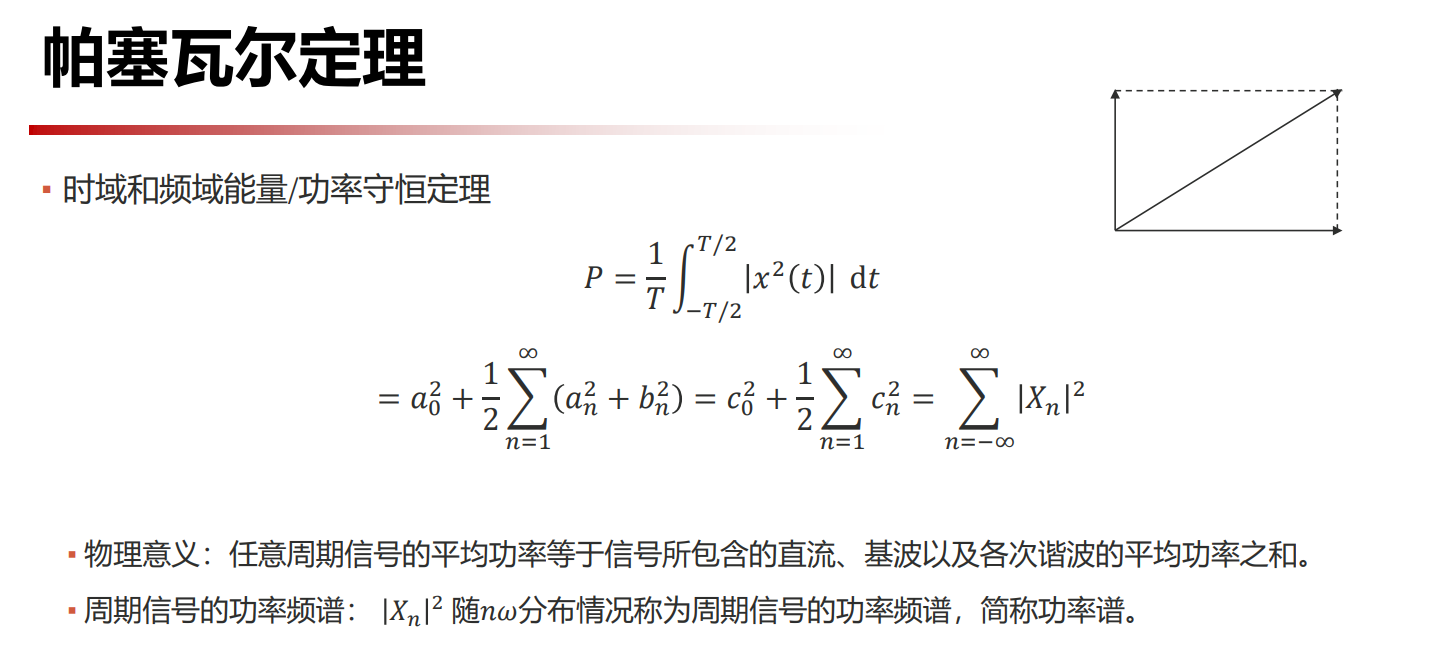 帕塞瓦尔定理
▪ 时域和频域能量/功率守恒定理
$P = \frac{1}{T}\int_{-T/2}^{T/2} |x^2(t)| \, \mathrm{d}t$
$= a_0^2 + \frac{1}{2}\sum_{n=1}^{\infty}(a_n^2 + b_n^2) = c_0^2 + \frac{1}{2}\sum_{n=1}^{\infty} c_n^2 = \sum_{n=-\infty}^{\infty} |X_n|^2$
▪ 物理意义：任意周期信号的平均功率等于信号所包含的直流、基波以及各次谐波的平均功率之和。
▪ 周期信号的功率频谱： $|X_n|^2$ 随$n\omega$分布情况称为周期信号的功率频谱，简称功率谱。